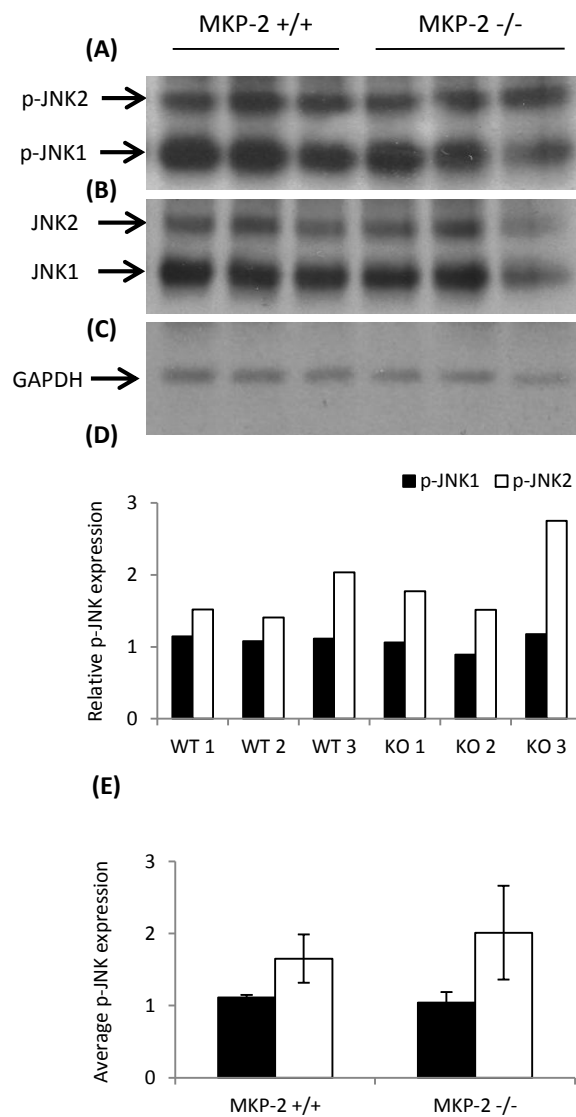 MKP-2 +/+ MKP-2 -/-
(A)
p-JNK2
p-JNK1
(B)
JNK2
JNK1
(C)
GAPDH
(D)
p-JNK1 p-JNK2
Relative p-JNK expression
3
2
1
0
WT 1 WT 2 WT 3 KO 1 KO 2 KO 3
(E)
Average p-JNK expression
3
2
1
0
MKP-2 +/+ MKP-2 -/-